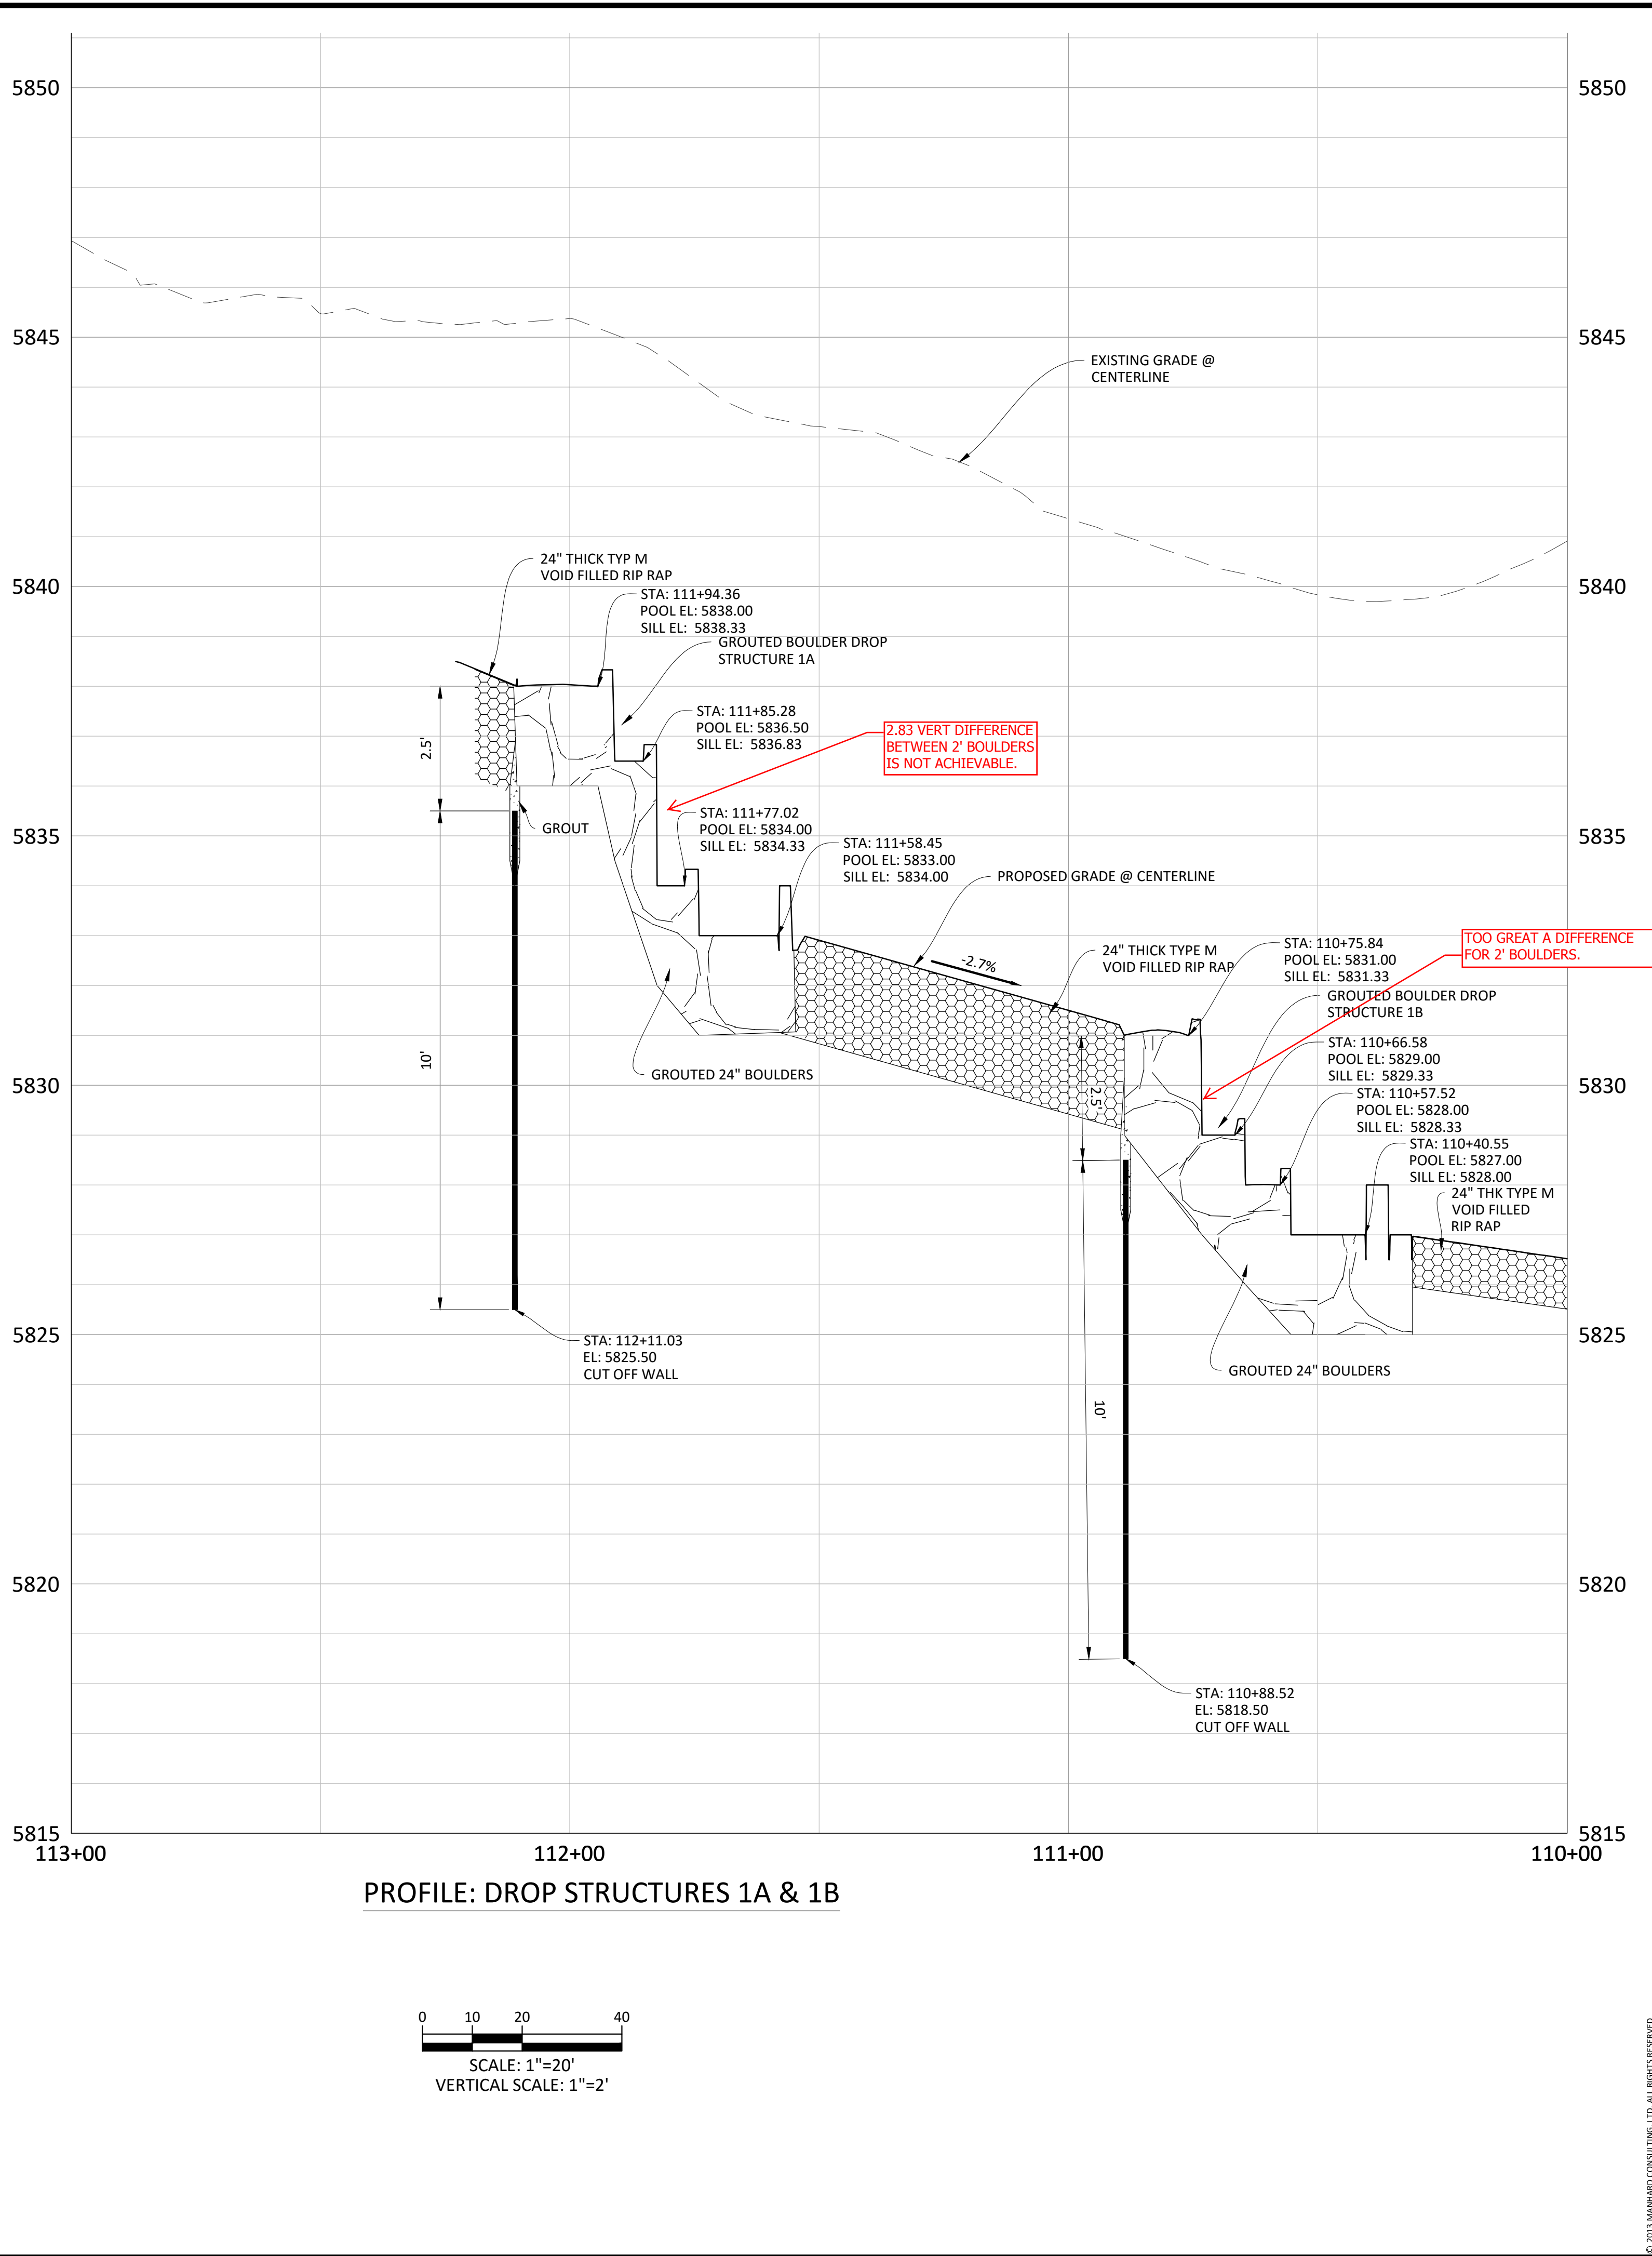 5850
5850
5845
5845
EXISTING GRADE @
CENTERLINE
24" THICK TYP M
VOID FILLED RIP RAP
5840
5840
STA: 111+94.36
POOL EL: 5838.00
SILL EL: 5838.33
GROUTED BOULDER DROP
STRUCTURE 1A
2.5'
STA: 111+85.28
POOL EL: 5836.50
SILL EL: 5836.83
2.83 VERT DIFFERENCE
BETWEEN 2' BOULDERS
IS NOT ACHIEVABLE.
GROUT
STA: 111+77.02
POOL EL: 5834.00
SILL EL: 5834.33
5835
5835
STA: 111+58.45
POOL EL: 5833.00
SILL EL: 5834.00
PROPOSED GRADE @ CENTERLINE
-2.7%
24" THICK TYPE M
VOID FILLED RIP RAP
STA: 110+75.84
POOL EL: 5831.00
SILL EL: 5831.33
TOO GREAT A DIFFERENCE
FOR 2' BOULDERS.
GROUTED BOULDER DROP
STRUCTURE 1B
10'
GROUTED 24" BOULDERS
5830
5830
2.5'
STA: 110+66.58
POOL EL: 5829.00
SILL EL: 5829.33
STA: 110+57.52
POOL EL: 5828.00
SILL EL: 5828.33
STA: 110+40.55
POOL EL: 5827.00
SILL EL: 5828.00
24" THK TYPE M
VOID FILLED
RIP RAP
5825
5825
STA: 112+11.03
EL: 5825.50
CUT OFF WALL
GROUTED 24" BOULDERS
10'
5820
5820
STA: 110+88.52
EL: 5818.50
CUT OFF WALL
5815
5815
113+00
112+00
111+00
110+00
PROFILE: DROP STRUCTURES 1A & 1B
0 10 20 40
SCALE: 1"=20'
VERTICAL SCALE: 1"=2'
© 2013 MANHARD CONSULTING, LTD. ALL RIGHTS RESERVED